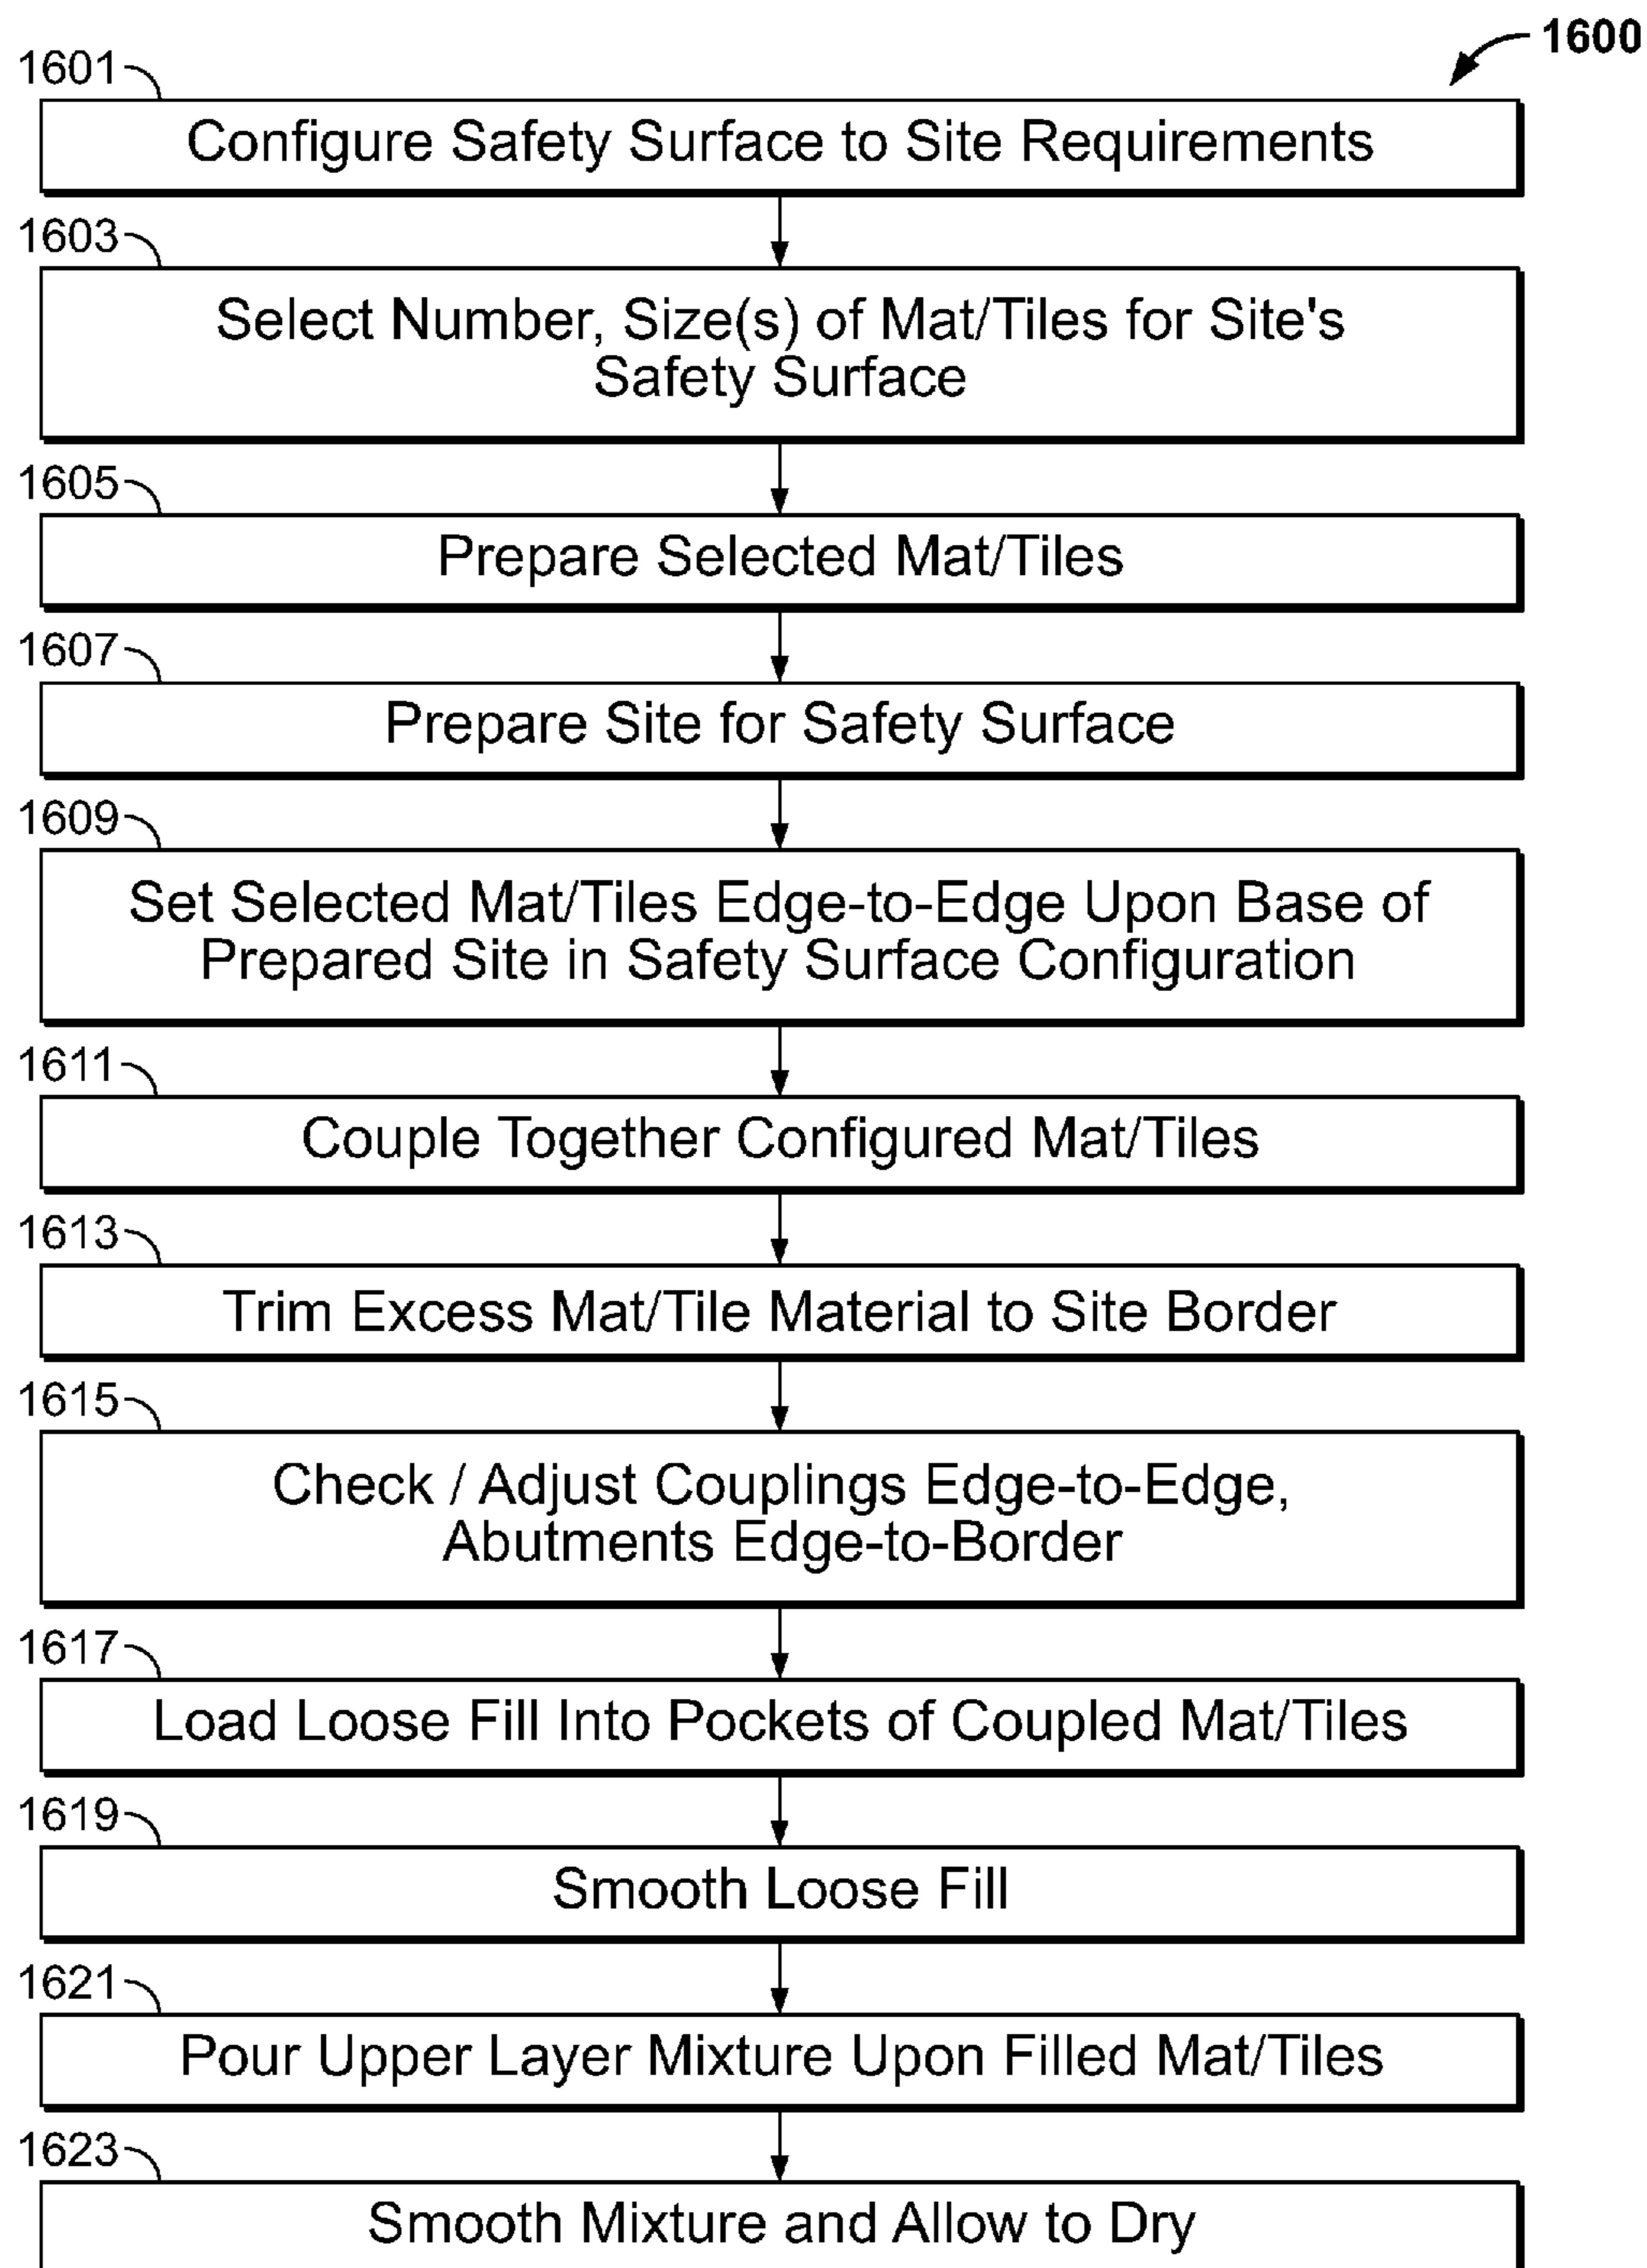 1600
1601
Configure Safety Surface to Site Requirements
1603
Select Number, Size(s) of Mat/Tiles for Site's
Safety Surface
1605
Prepare Selected Mat/Tiles
1607
Prepare Site for Safety Surface
1609
Set Selected Mat/Tiles Edge-to-Edge Upon Base of
Prepared Site in Safety Surface Configuration
1611
Couple Together Configured Mat/Tiles
1613
Trim Excess Mat/Tile Material to Site Border
1615
Check / Adjust Couplings Edge-to-Edge,
Abutments Edge-to-Border
1617
Load Loose Fill Into Pockets of Coupled Mat/Tiles
1619
Smooth Loose Fill
1621
Pour Upper Layer Mixture Upon Filled Mat/Tiles
1623
Smooth Mixture and Allow to Dry